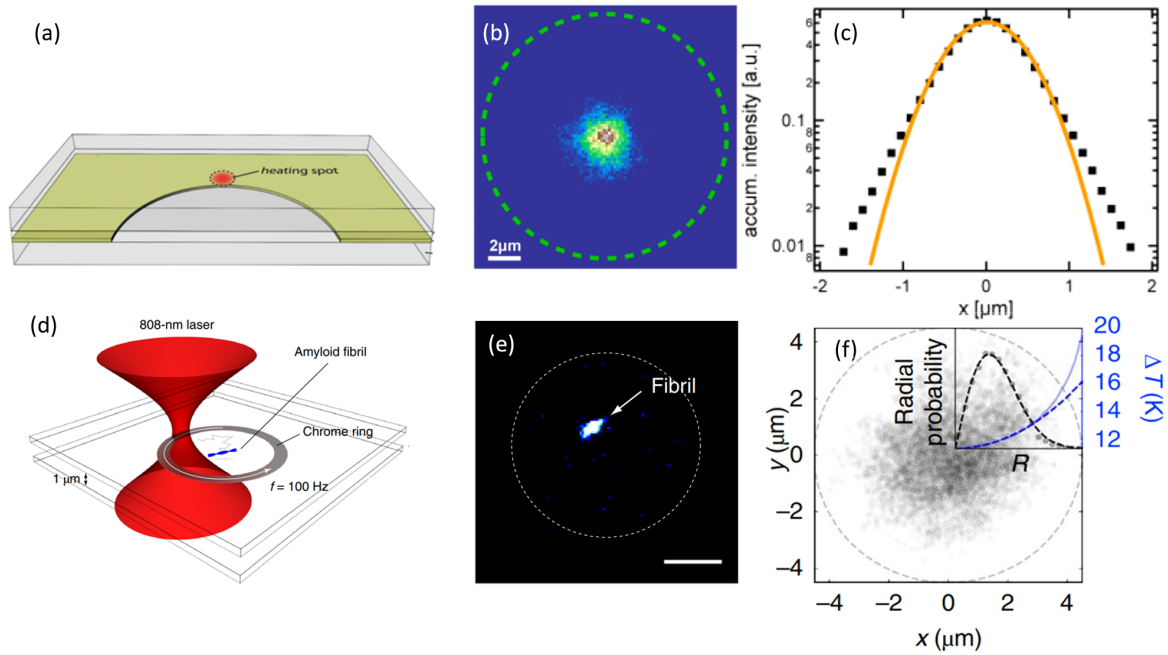 (a)
heating spot
(b)
2μm
(c)
accum. intensity [a.u.]
6
4
2
0.1
8
6
4
2
0.01
8
-2
-1
0
1
2
x [μm]
(d)
808-nm laser
Amyloid fibril
Chrome ring
1 μm
f = 100 Hz
(e)
Fibril
(f)
Radial
probability
R
ΔT (K)
20
18
16
14
12
y (μm)
4
2
0
−2
−4
−4
−2
0
2
4
x (μm)